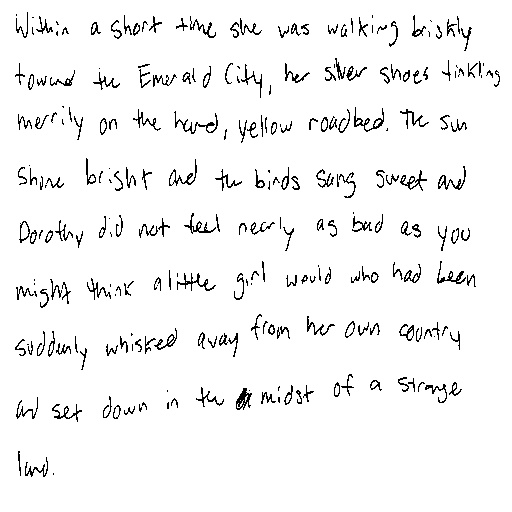 Within a short time she was walking briskly
toward the Emerald City, her silver shoes tinkling
merrily on the hard, yellow roadbed. The sun
shone bright and the birds sang sweet and
Dorothy did not feel nearly as bad as you
might think a little girl would who had been
suddenly whisked away from her own country
and set down in the midst of a strange
land.